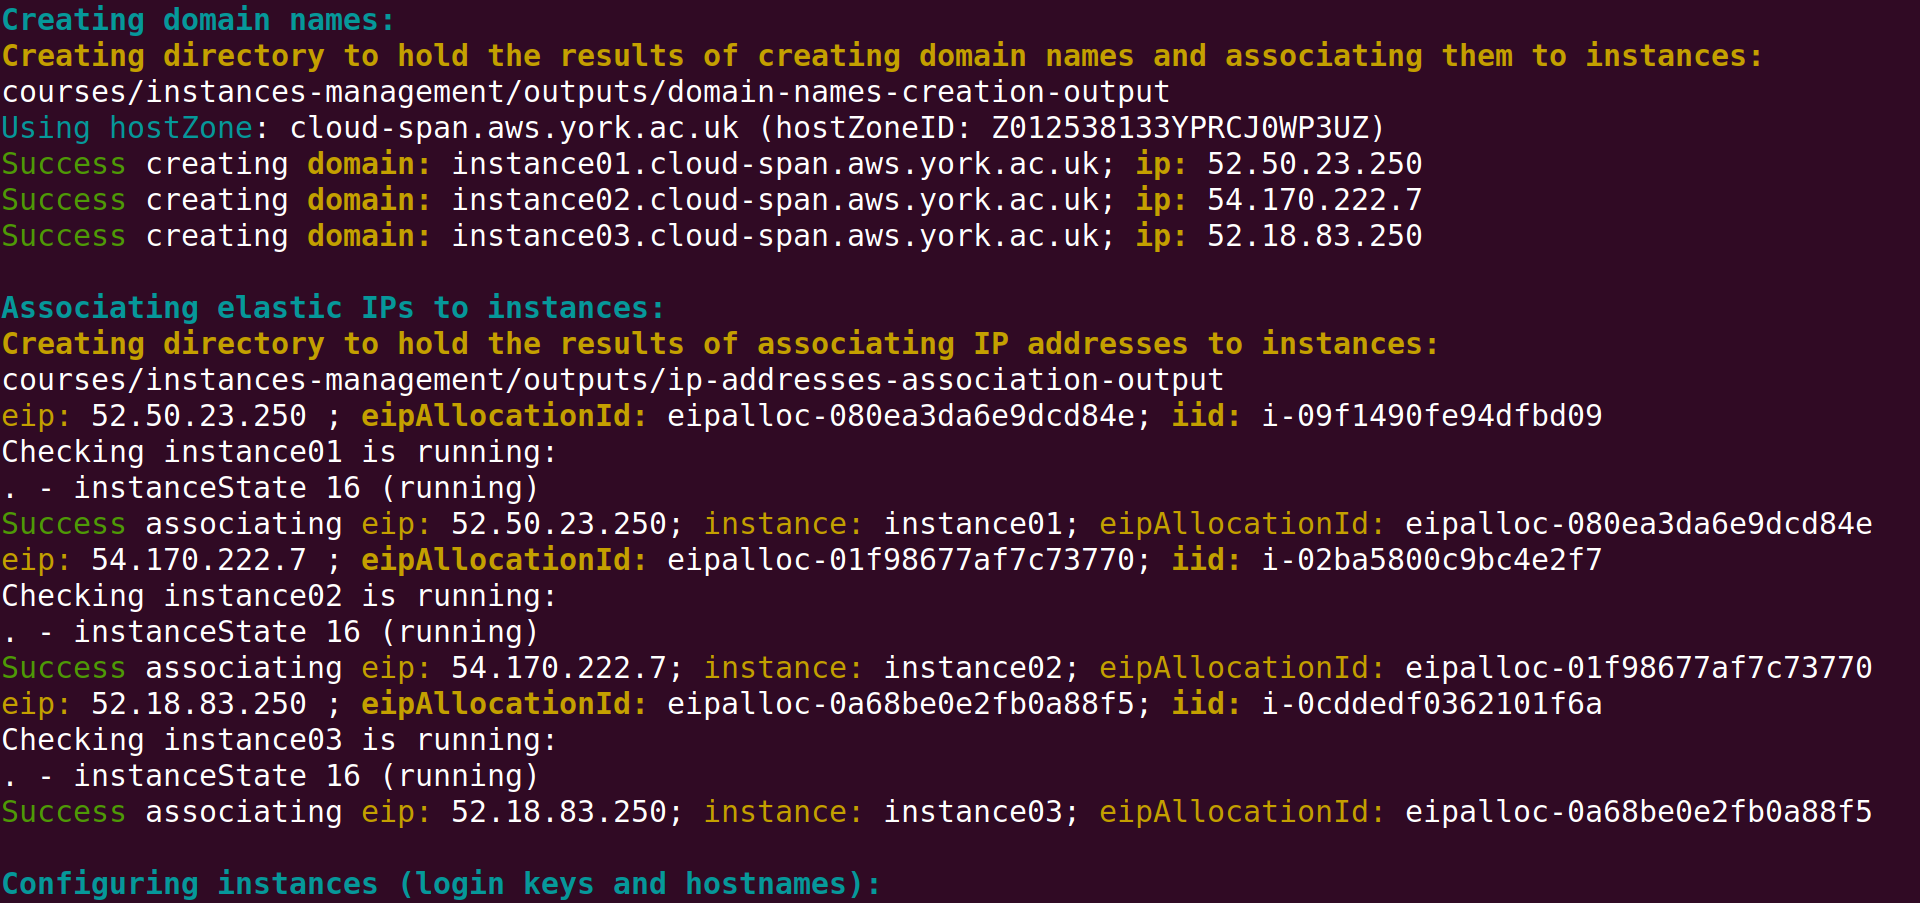 Creating domain names:
Creating directory to hold the results of creating domain names and associating them to instances:
courses/instances-management/outputs/domain-names-creation-output
Using hostZone: cloud-span.aws.york.ac.uk (hostZoneID: Z012538133YPRCJ0WP3UZ)
Success creating domain: instance01.cloud-span.aws.york.ac.uk; ip: 52.50.23.250
Success creating domain: instance02.cloud-span.aws.york.ac.uk; ip: 54.170.222.7
Success creating domain: instance03.cloud-span.aws.york.ac.uk; ip: 52.18.83.250
Associating elastic IPs to instances:
Creating directory to hold the results of associating IP addresses to instances:
courses/instances-management/outputs/ip-addresses-association-output
eip: 52.50.23.250 ; eipAllocationId: eipalloc-080ea3da6e9dcd84e; iid: i-09f1490fe94dfbd09
Checking instance01 is running:
. - instanceState 16 (running)
Success associating eip: 52.50.23.250; instance: instance01; eipAllocationId: eipalloc-080ea3da6e9dcd84e
eip: 54.170.222.7 ; eipAllocationId: eipalloc-01f98677af7c73770; iid: i-02ba5800c9bc4e2f7
Checking instance02 is running:
. - instanceState 16 (running)
Success associating eip: 54.170.222.7; instance: instance02; eipAllocationId: eipalloc-01f98677af7c73770
eip: 52.18.83.250 ; eipAllocationId: eipalloc-0a68be0e2fb0a88f5; iid: i-0cddedf0362101f6a
Checking instance03 is running:
. - instanceState 16 (running)
Success associating eip: 52.18.83.250; instance: instance03; eipAllocationId: eipalloc-0a68be0e2fb0a88f5
Configuring instances (login keys and hostnames):